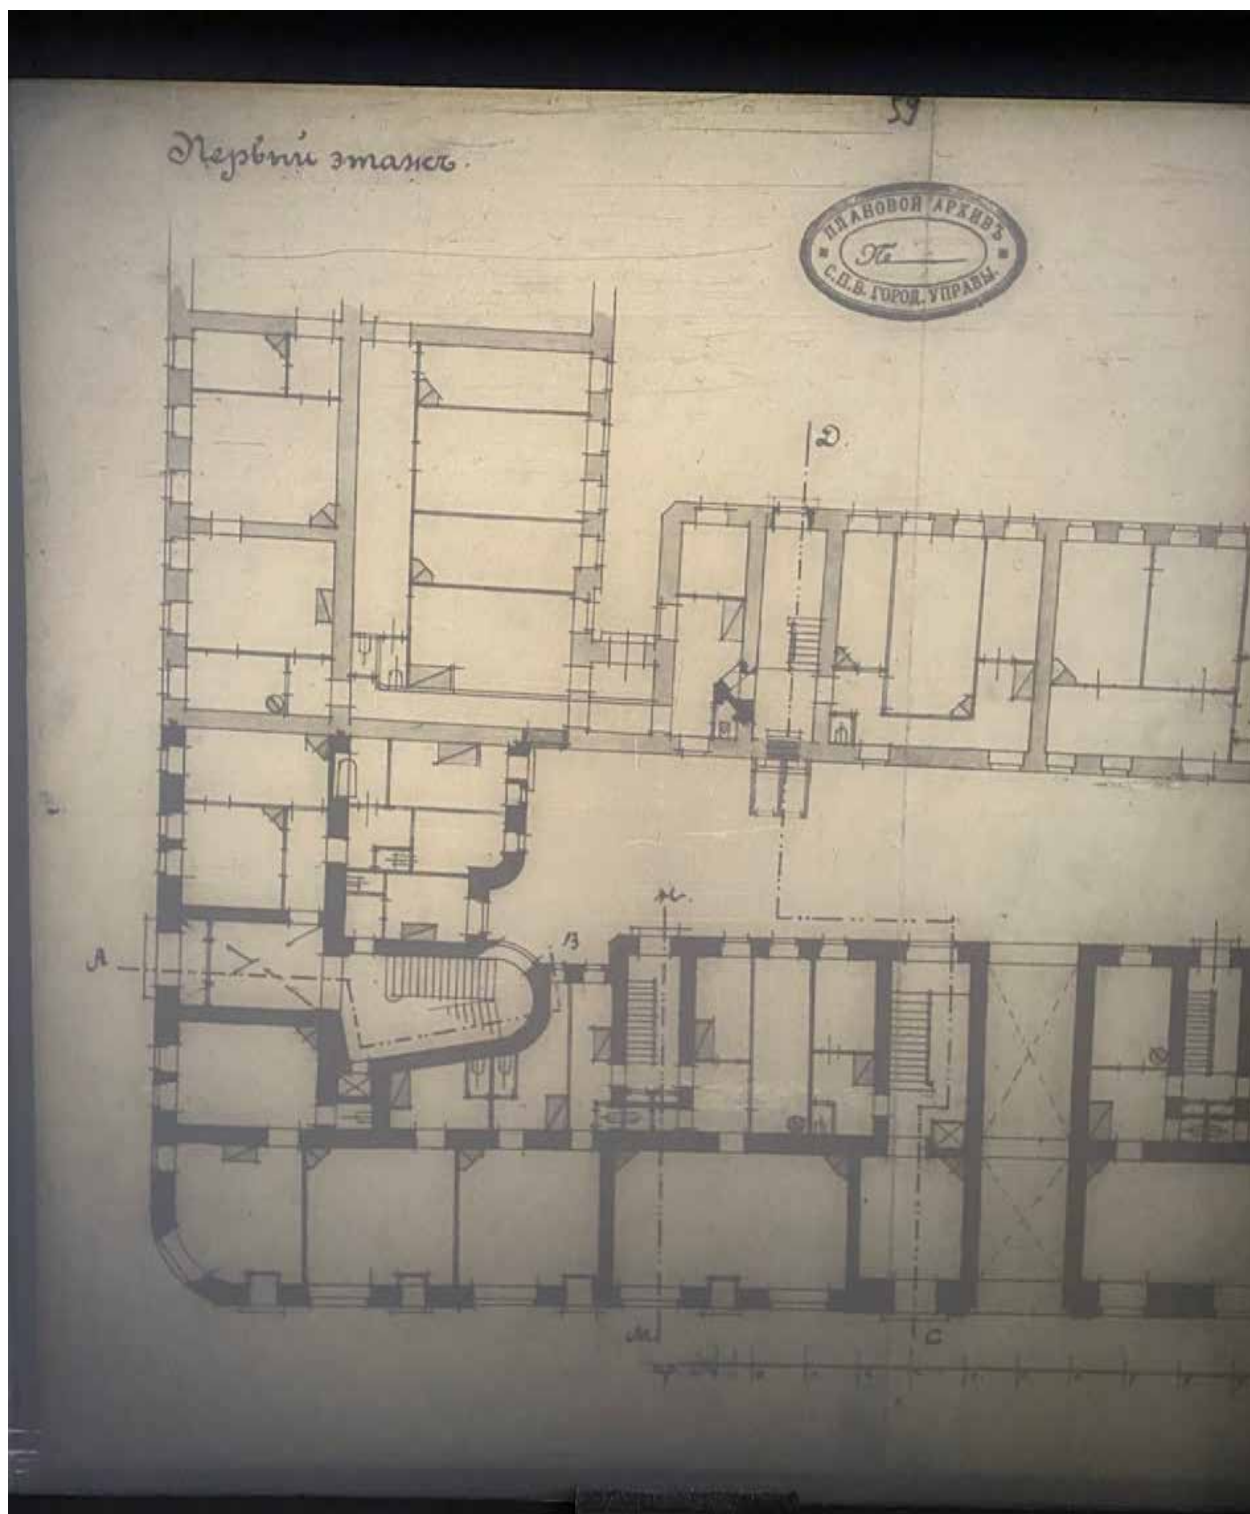 59
Первый этажъ.
ПЛАНОВОЙ АРХИВЪ
№
С.П.Б. ГОРОД. УПРАВЫ.
Д.
А
В
М
С